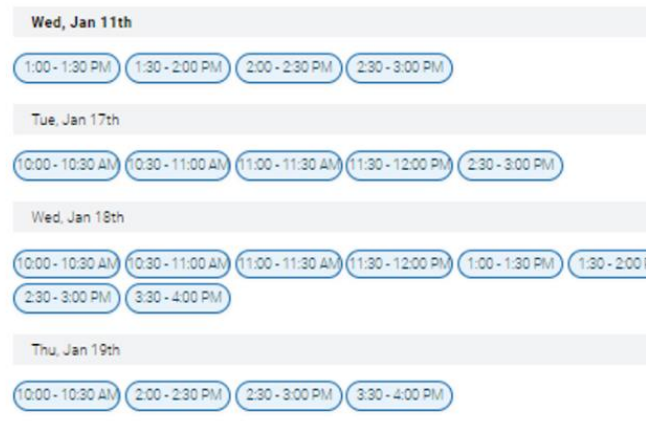 Wed, Jan 11th
1:00 - 1:30 PM 1:30 - 2:00 PM 2:00 - 2:30 PM 2:30 - 3:00 PM
Tue, Jan 17th
10:00 - 10:30 AM 10:30 - 11:00 AM 11:00 - 11:30 AM 11:30 - 12:00 PM 2:30 - 3:00 PM
Wed, Jan 18th
10:00 - 10:30 AM 10:30 - 11:00 AM 11:00 - 11:30 AM 11:30 - 12:00 PM 1:00 - 1:30 PM 1:30 - 2:00
2:30 - 3:00 PM 3:30 - 4:00 PM
Thu, Jan 19th
10:00 - 10:30 AM 2:00 - 2:30 PM 2:30 - 3:00 PM 3:30 - 4:00 PM